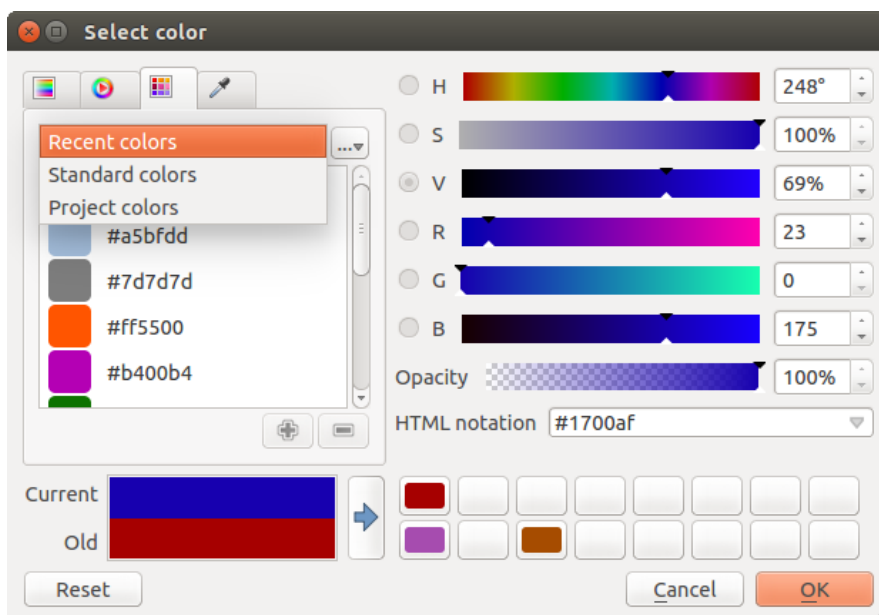 Select color
H 248°
S 100%
V 69%
R 23
G 0
B 175
Opacity 100%
HTML notation #1700af
Recent colors ...
Standard colors
Project colors
#a5bfdd
#7d7d7d
#ff5500
#b400b4
Current
Old
Reset
Cancel
OK